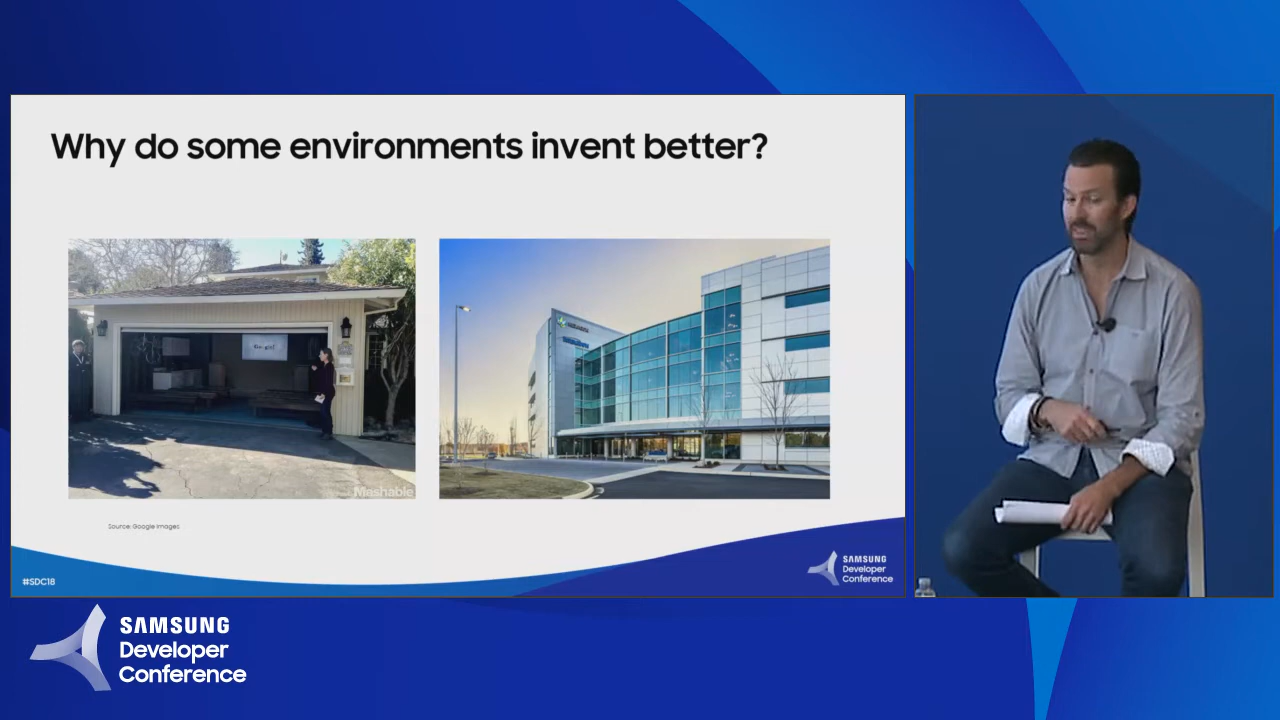 Why do some environments invent better?
Mashable
Source: Google Images
#SDC18
SAMSUNG
Developer
Conference
SAMSUNG
Developer
Conference